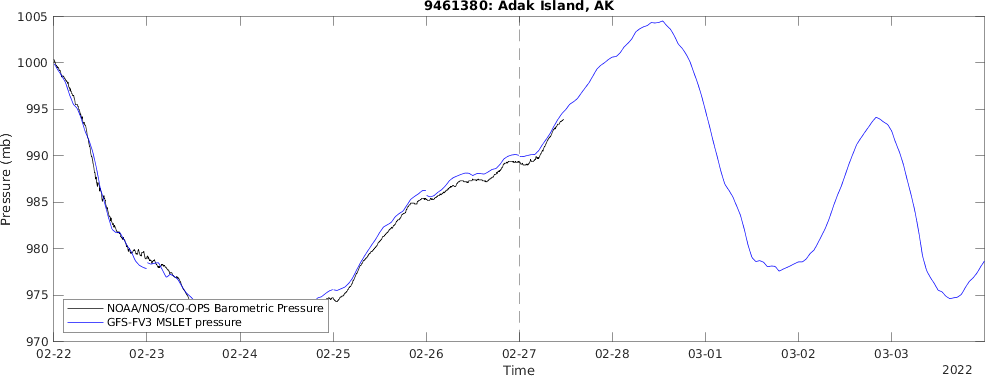 9461380: Adak Island, AK
Pressure (mb)
1005
1000
995
990
985
980
975
970
NOAA/NOS/CO-OPS Barometric Pressure
GFS-FV3 MSLET pressure
02-22 02-23 02-24 02-25 02-26 02-27 02-28 03-01 03-02 03-03
Time
2022